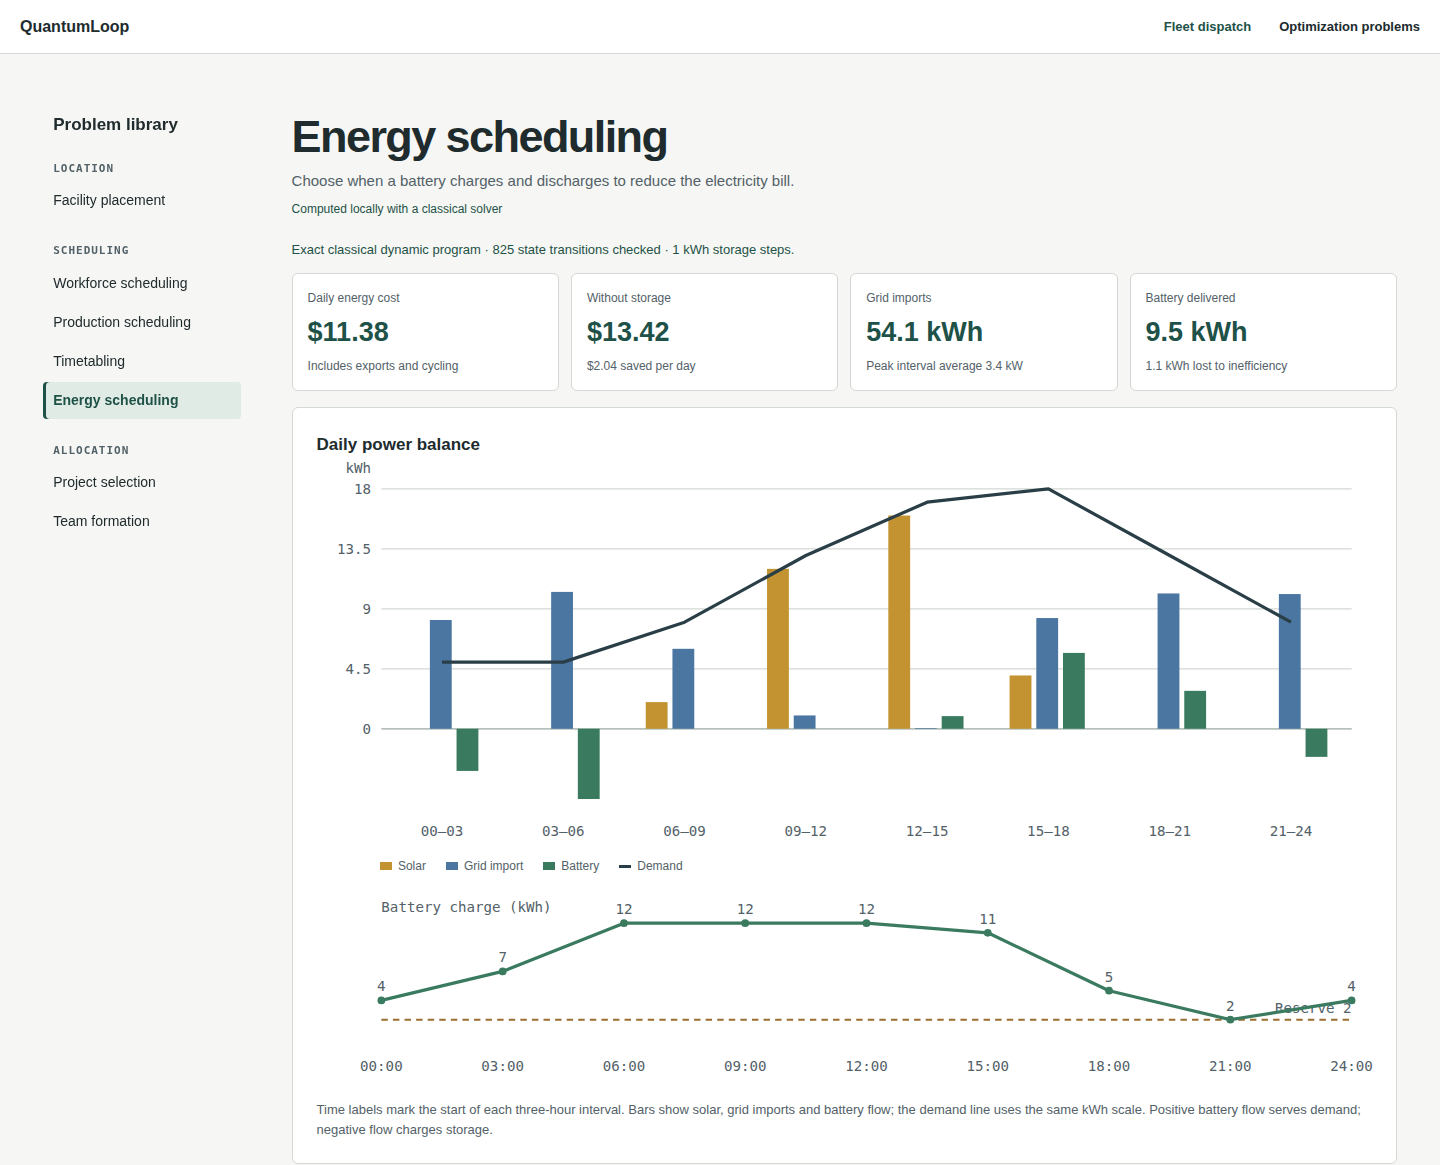 QuantumLoop
Fleet dispatch
Optimization problems
Problem library
LOCATION
Facility placement
SCHEDULING
Workforce scheduling
Production scheduling
Timetabling
Energy scheduling
ALLOCATION
Project selection
Team formation
Energy scheduling
Choose when a battery charges and discharges to reduce the electricity bill.
Computed locally with a classical solver
Exact classical dynamic program · 825 state transitions checked · 1 kWh storage steps.
Daily energy cost
$11.38
Includes exports and cycling
Without storage
$13.42
$2.04 saved per day
Grid imports
54.1 kWh
Peak interval average 3.4 kW
Battery delivered
9.5 kWh
1.1 kWh lost to inefficiency
Daily power balance
kWh
18
13.5
9
4.5
0
00–03 03–06 06–09 09–12 12–15 15–18 18–21 21–24
Solar Grid import Battery Demand
Battery charge (kWh)
4 7 12 12 12 11 5 2 4
Reserve 2
00:00 03:00 06:00 09:00 12:00 15:00 18:00 21:00 24:00
Time labels mark the start of each three-hour interval. Bars show solar, grid imports and battery flow; the demand line uses the same kWh scale. Positive battery flow serves demand;
negative flow charges storage.